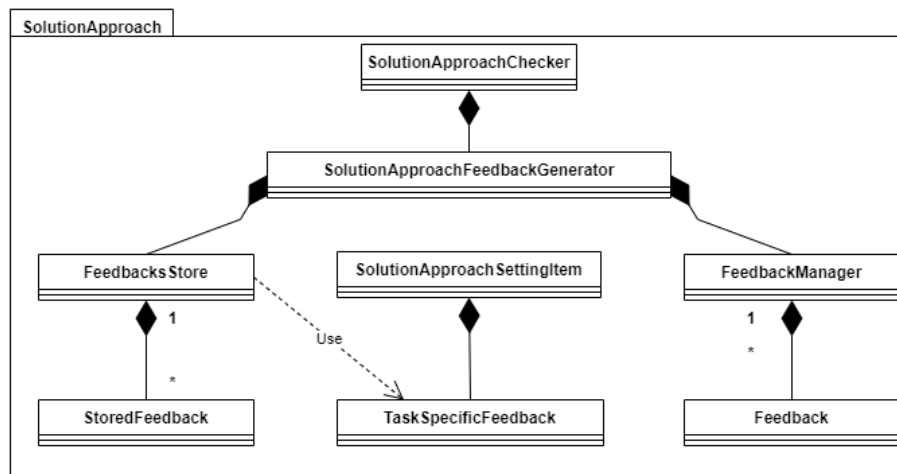 SolutionApproach
SolutionApproachChecker
SolutionApproachFeedbackGenerator
FeedbacksStore
SolutionApproachSettingItem
FeedbackManager
1
1
Use
*
*
StoredFeedback
TaskSpecificFeedback
Feedback